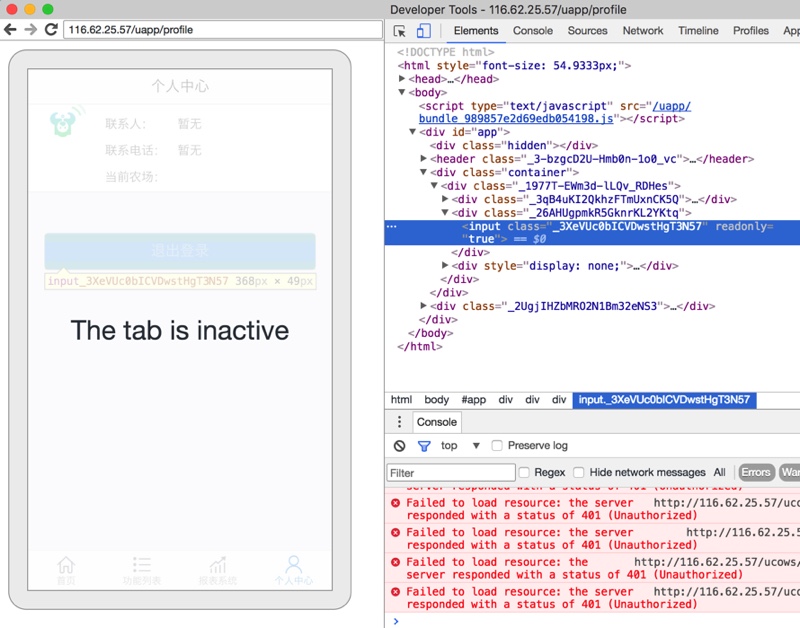 Developer Tools - 116.62.25.57/uapp/profile
116.62.25.57/uapp/profile
个人中心
联系人: 暂无
联系电话: 暂无
当前农场:
退出登录
input._3XeVUc0bICVDwstHgT3N57 368px × 49px
The tab is inactive
首页 功能列表 报表系统 个人中心
Elements Console Sources Network Timeline Profiles App
<!DOCTYPE html>
<html style="font-size: 54.9333px;">
▶<head>…</head>
▼<body>
<script type="text/javascript" src="/uapp/
bundle_989857e2d69edb054198.js"></script>
▼<div id="app">
<div class="hidden"></div>
▶<header class="_3-bzgcD2U-Hmb0n-1o0_vc">…</header>
▼<div class="container">
▼<div class="_1977T-EWm3d-lLQv_RDHes">
▶<div class="_3qB4uKI2QkhzFTmUxnCK5Q">…</div>
▼<div class="_26AHUgpmkR5GknrKL2YKtq">
… <input class="_3XeVUc0bICVDwstHgT3N57" readonly=
"true"> == $0
</div>
▶<div style="display: none;">…</div>
</div>
</div>
▶<div class="_2UgjIHZbMRO2N1Bm32eNS3">…</div>
</div>
</body>
</html>
html body #app div div div input._3XeVUc0bICVDwstHgT3N57
Console
top ▼ Preserve log
Filter Regex Hide network messages All Errors War
server responded with a status of 401 (Unauthorized)
Failed to load resource: the server http://116.62.25.57/uco
responded with a status of 401 (Unauthorized)
Failed to load resource: the server http://116.62.25.57/
responded with a status of 401 (Unauthorized)
Failed to load resource: the http://116.62.25.57/ucows/
server responded with a status of 401 (Unauthorized)
Failed to load resource: the server http://116.62.25.57/uco
responded with a status of 401 (Unauthorized)
>